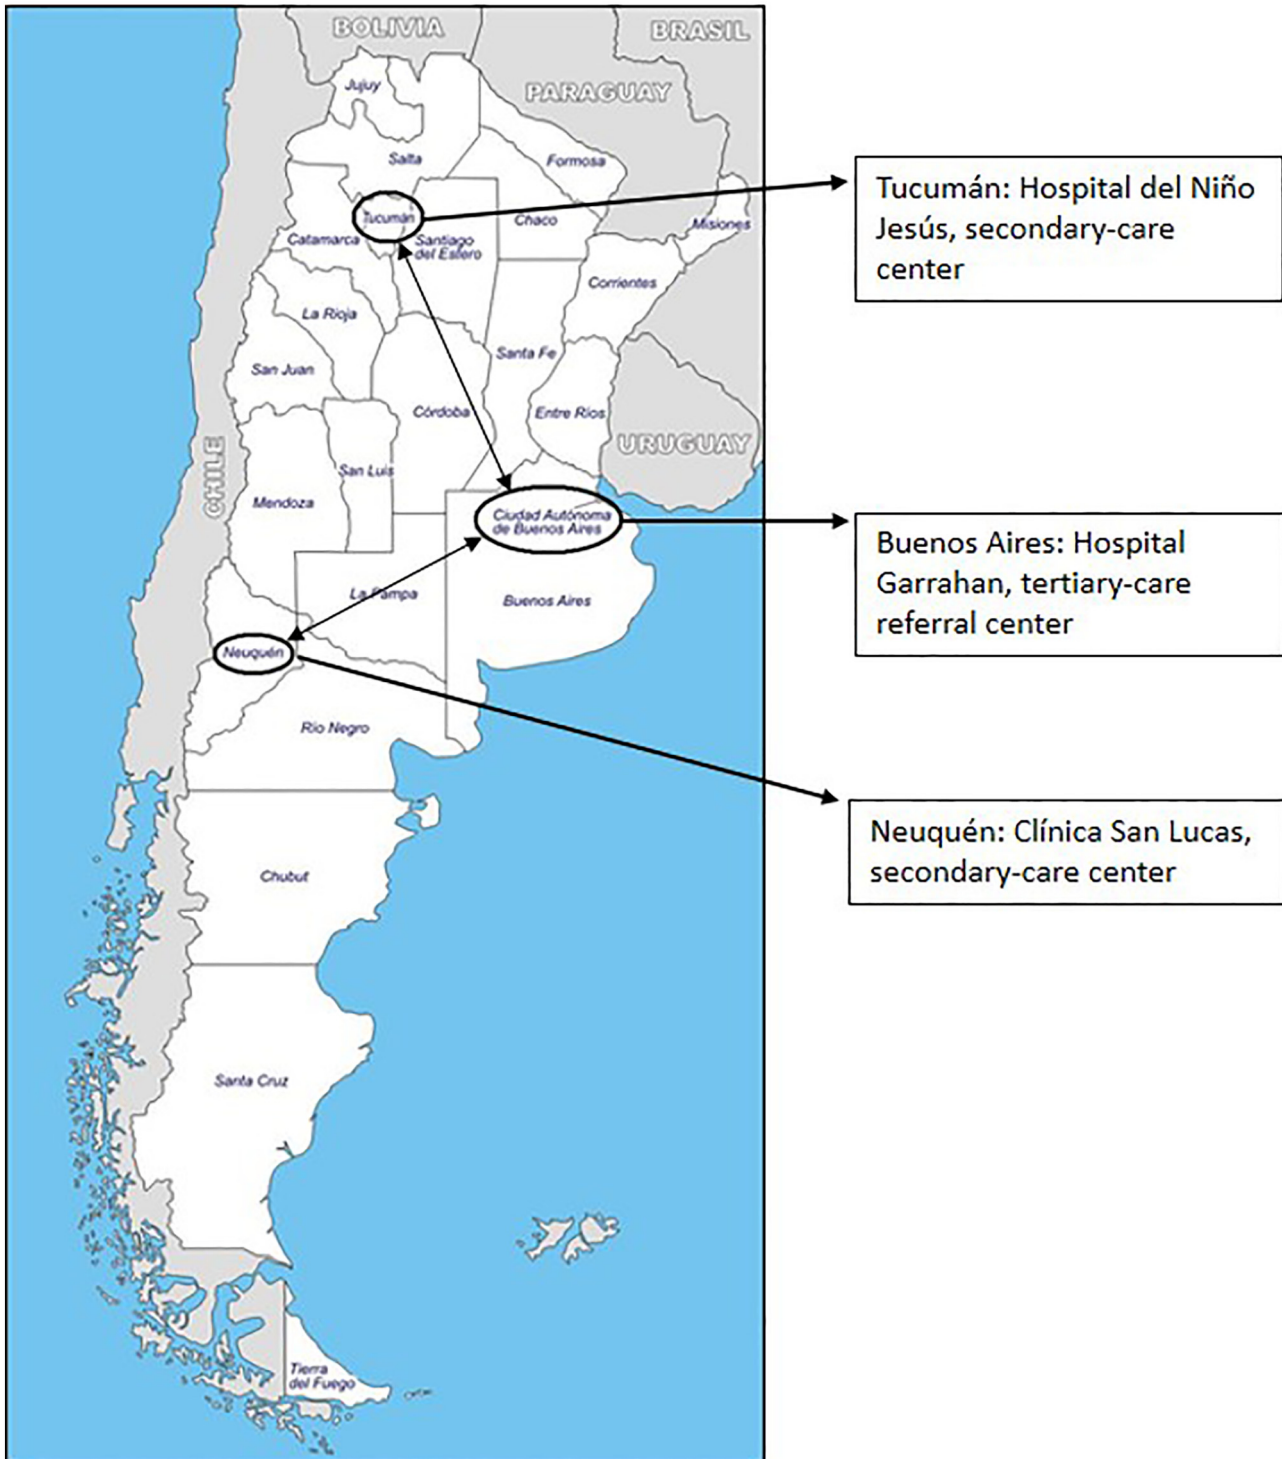 BOLIVIA
BRASIL
PARAGUAY
Jujuy
Salta
Formosa
Tucumán
Chaco
Misiones
Catamarca
Santiago
del Estero
Corrientes
La Rioja
Santa Fe
San Juan
Córdoba
Entre Ríos
URUGUAY
CHILE
San Luis
Mendoza
Ciudad Autónoma
de Buenos Aires
La Pampa
Buenos Aires
Neuquén
Río Negro
Chubut
Santa Cruz
Tierra
del Fuego
Tucumán: Hospital del Niño
Jesús, secondary-care
center
Buenos Aires: Hospital
Garrahan, tertiary-care
referral center
Neuquén: Clínica San Lucas,
secondary-care center